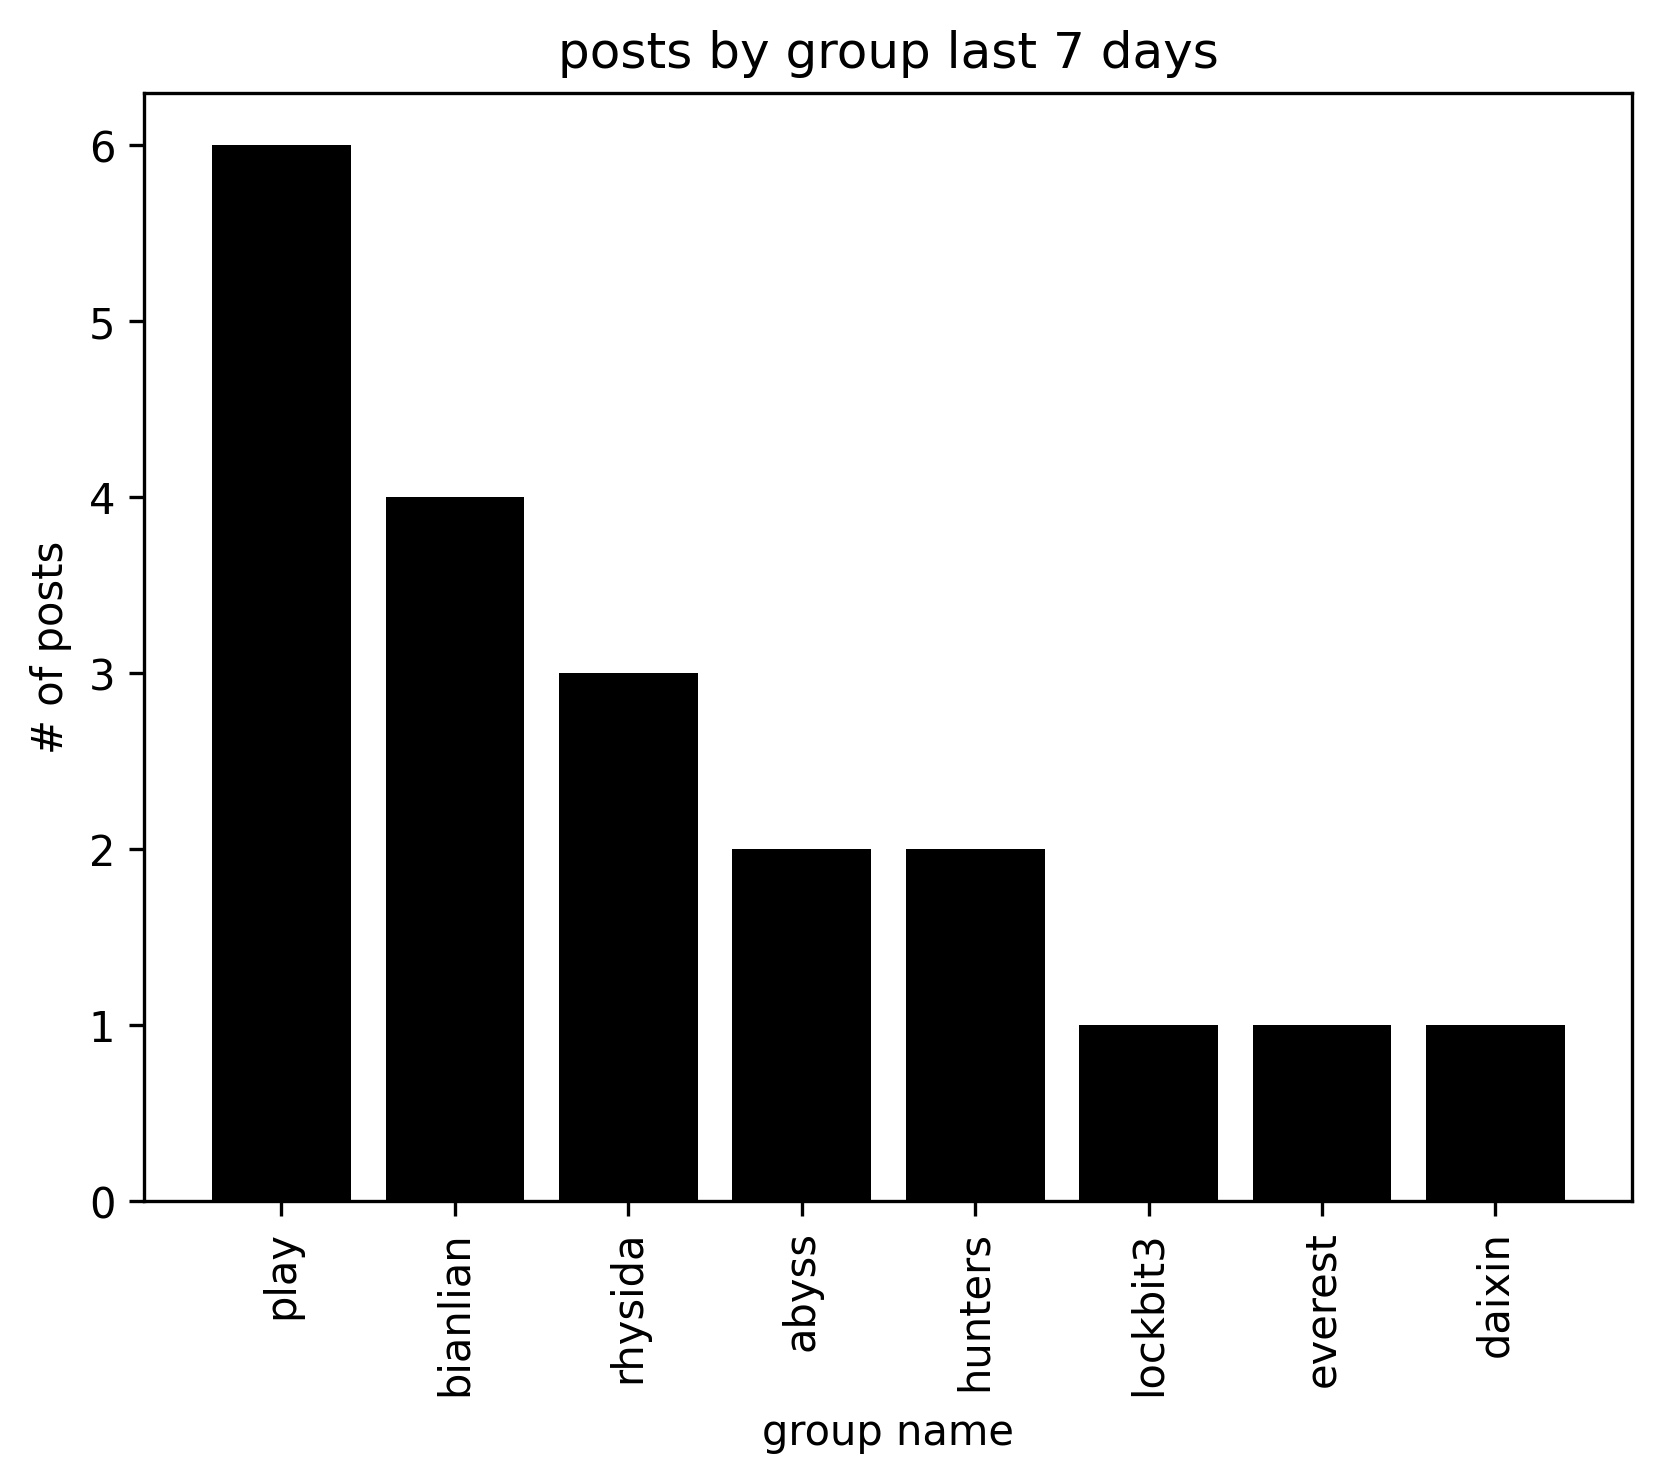 posts by group last 7 days
6
5
4
3
2
1
0
# of posts
play
bianlian
rhysida
abyss
hunters
lockbit3
everest
daixin
group name